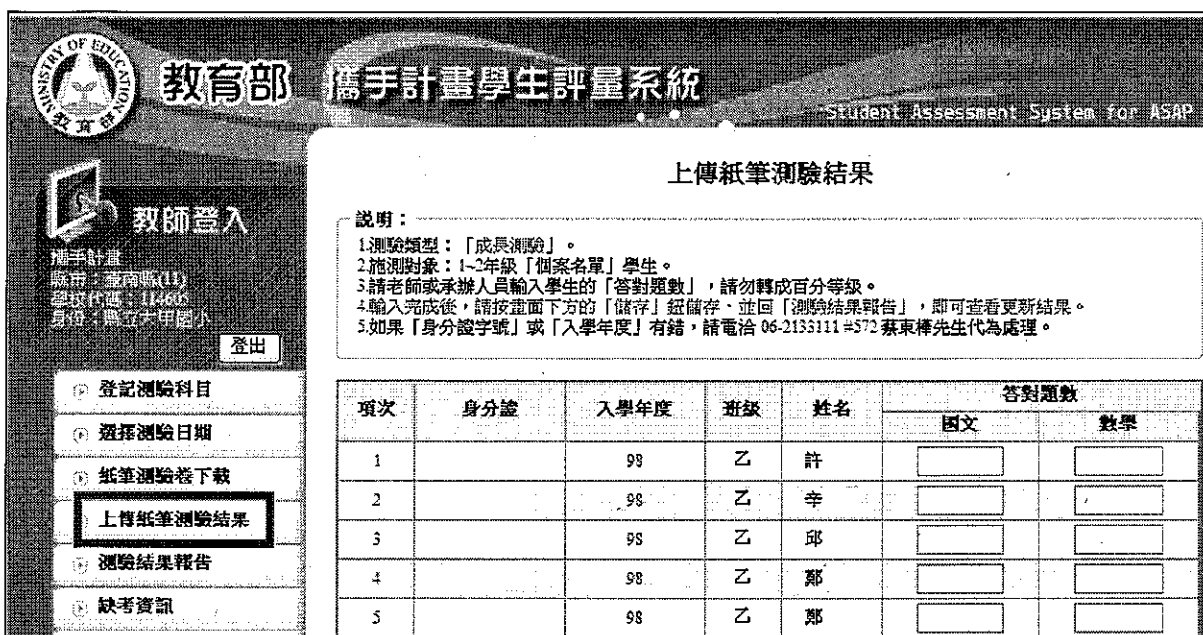 MINISTRY OF EDUCATION
教育部
教育部 攜手計畫學生評量系統
Student Assessment System for ASAP
教師登入
攜手計畫
縣市:臺南縣(11)
學校代碼:114605
身份:縣立大甲國小
登出
登記測驗科目
選擇測驗日期
紙筆測驗卷下載
上傳紙筆測驗結果
測驗結果報告
缺考資訊
上傳紙筆測驗結果
說明:
1.測驗類型:「成長測驗」。
2.施測對象:1~2年級「個案名單」學生。
3.請老師或承辦人員輸入學生的「答對題數」,請勿轉成百分等級。
4.輸入完成後,請按畫面下方的「儲存」鈕儲存、並回「測驗結果報告」,即可查看更新結果。
5.如果「身分證字號」或「入學年度」有錯,請電洽 06-2133111 #572 蔡東樺先生代為處理。
項次 身分證 入學年度 班級 姓名 答對題數
國文 數學
1 98 乙 許
2 98 乙 辛
3 98 乙 邱
4 98 乙 鄭
5 98 乙 鄭